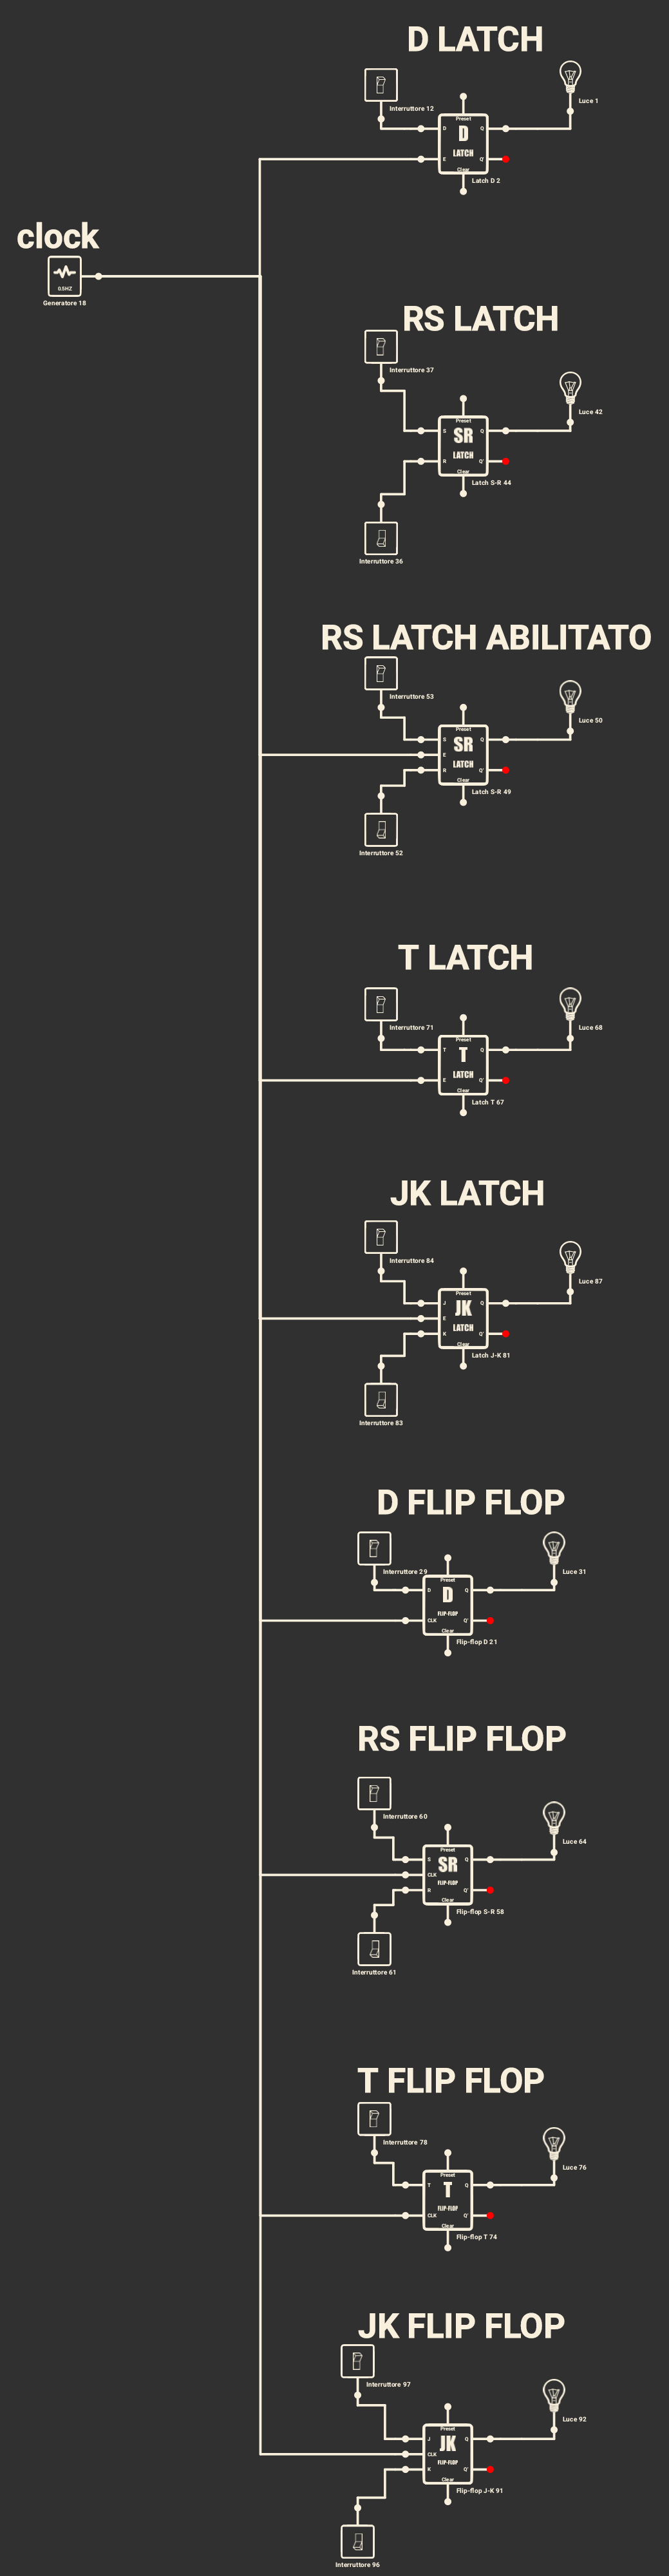 D LATCH
Interruttore 12
Luce 1
Preset
D
Q
D
LATCH
E
Q'
Clear
Latch D 2
clock
0.5HZ
Generatore 18
RS LATCH
Interruttore 37
Luce 42
Preset
S
Q
SR
LATCH
R
Q'
Clear
Latch S-R 44
Interruttore 36
RS LATCH ABILITATO
Interruttore 53
Luce 50
Preset
S
Q
SR
E
LATCH
R
Q'
Clear
Latch S-R 49
Interruttore 52
T LATCH
Interruttore 71
Luce 68
Preset
T
Q
T
LATCH
E
Q'
Clear
Latch T 67
JK LATCH
Interruttore 84
Luce 87
Preset
J
Q
JK
E
LATCH
K
Q'
Clear
Latch J-K 81
Interruttore 83
D FLIP FLOP
Interruttore 29
Luce 31
Preset
D
Q
D
FLIP-FLOP
CLK
Q'
Clear
Flip-flop D 21
RS FLIP FLOP
Interruttore 60
Luce 64
Preset
S
Q
SR
CLK
FLIP-FLOP
R
Q'
Clear
Flip-flop S-R 58
Interruttore 61
T FLIP FLOP
Interruttore 78
Luce 76
Preset
T
Q
T
FLIP-FLOP
CLK
Q'
Clear
Flip-flop T 74
JK FLIP FLOP
Interruttore 97
Luce 92
Preset
J
Q
JK
CLK
FLIP-FLOP
K
Q'
Clear
Flip-flop J-K 91
Interruttore 96